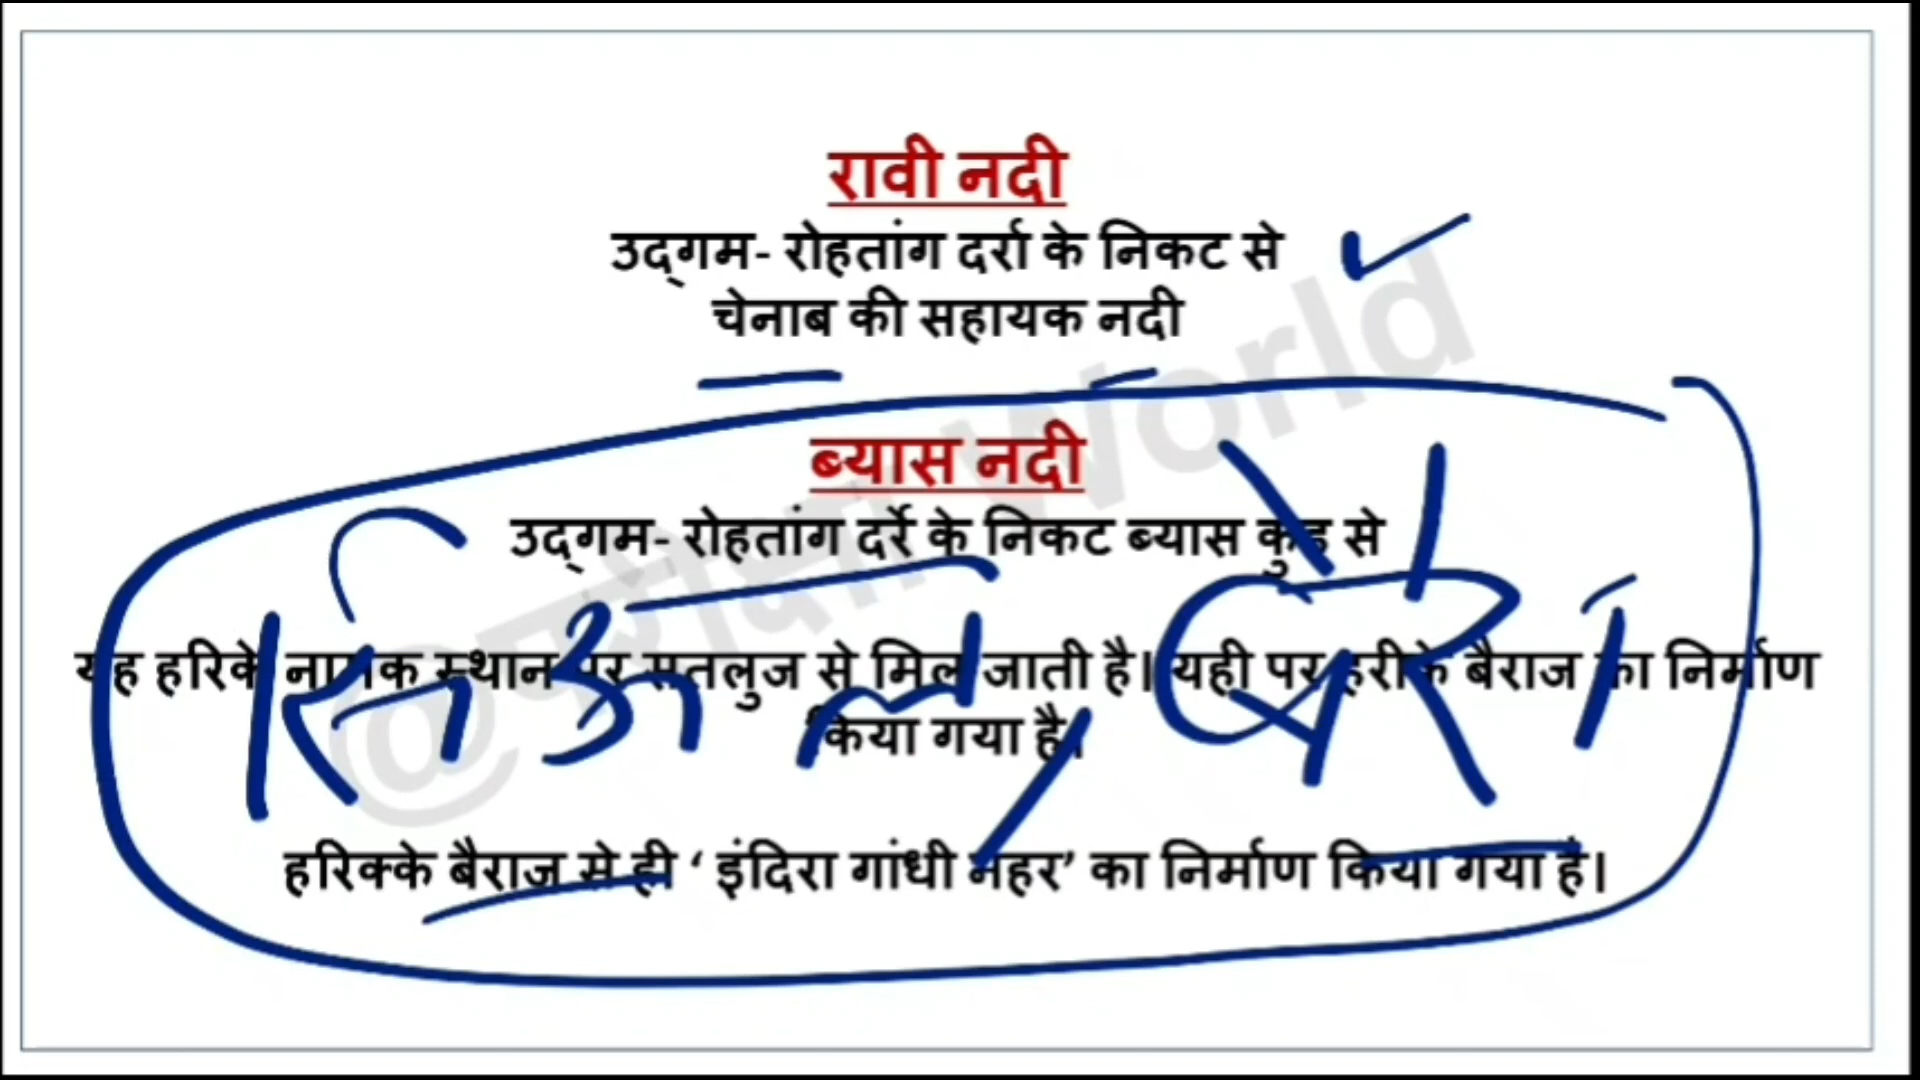 रावी नदी
उद्गम- रोहतांग दर्रा के निकट से
चेनाब की सहायक नदी
ब्यास नदी
उद्गम- रोहतांग दर्रे के निकट ब्यास कुंड से
यह हरिके नामक स्थान पर सतलुज से मिल जाती है। यही पर हरीके बैराज का निर्माण
किया गया है।
हरिक्के बैराज से ही ‘ इंदिरा गांधी नहर’ का निर्माण किया गया है।